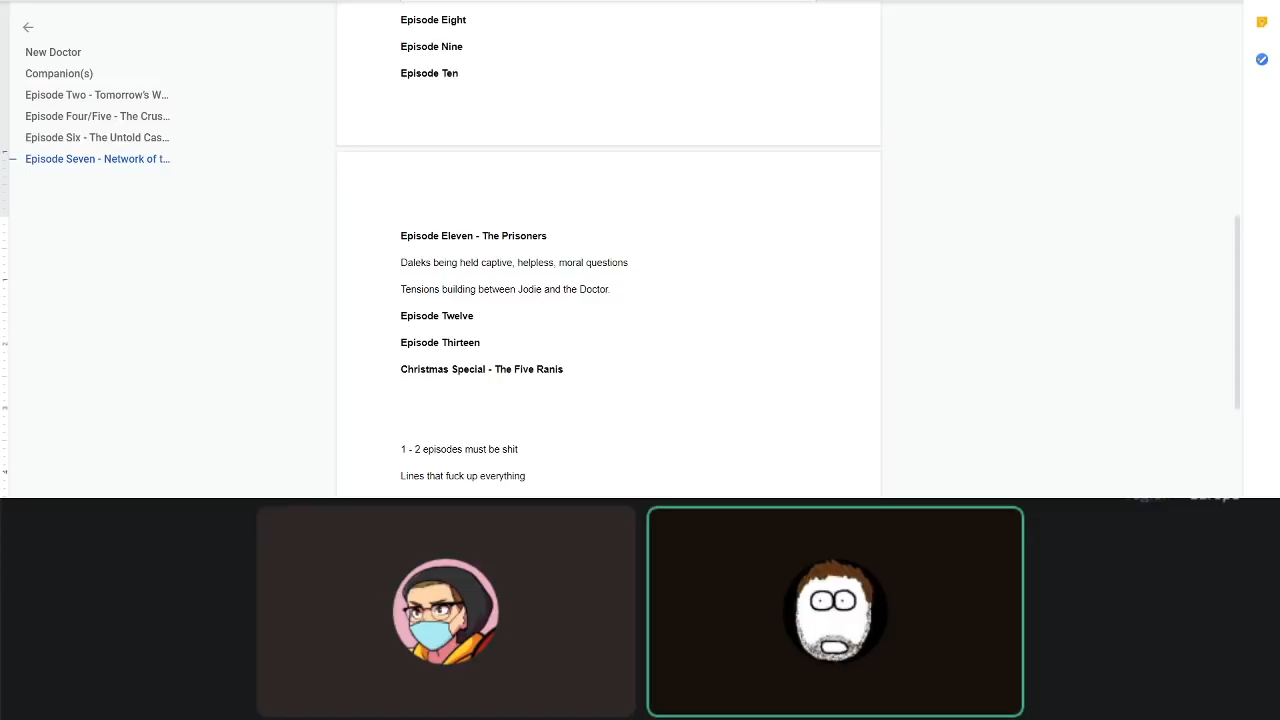 New Doctor
Companion(s)
Episode Two - Tomorrow's W...
Episode Four/Five - The Crus...
Episode Six - The Untold Cas...
Episode Seven - Network of t...
Episode Eight
Episode Nine
Episode Ten
Episode Eleven - The Prisoners
Daleks being held captive, helpless, moral questions
Tensions building between Jodie and the Doctor.
Episode Twelve
Episode Thirteen
Christmas Special - The Five Ranis
1 - 2 episodes must be shit
Lines that fuck up everything